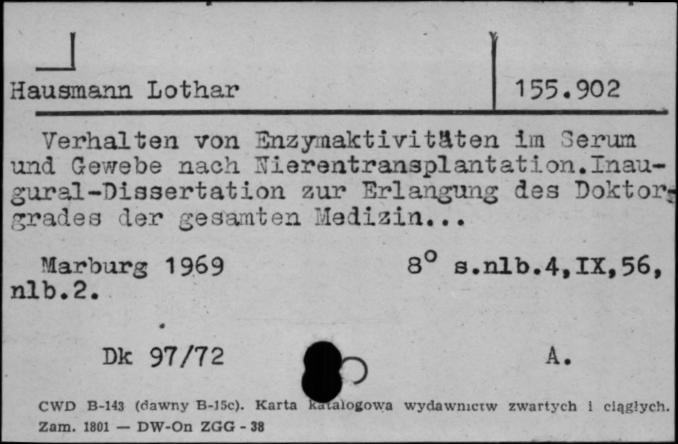 Hausmann Lothar 155.902
Verhalten von Enzymaktivitäten im Serum
und Gewebe nach Nierentransplantation.Inau-
gural-Dissertation zur Erlangung des Doktor-
grades der gesamten Medizin...
Marburg 1969 8° s.nlb.4,IX,56,
nlb.2.
Dk 97/72 A.
CWD B-143 (dawny B-15c). Karta katalogowa wydawnictw zwartych i ciągłych.
Zam. 1801 — DW-On ZGG - 38